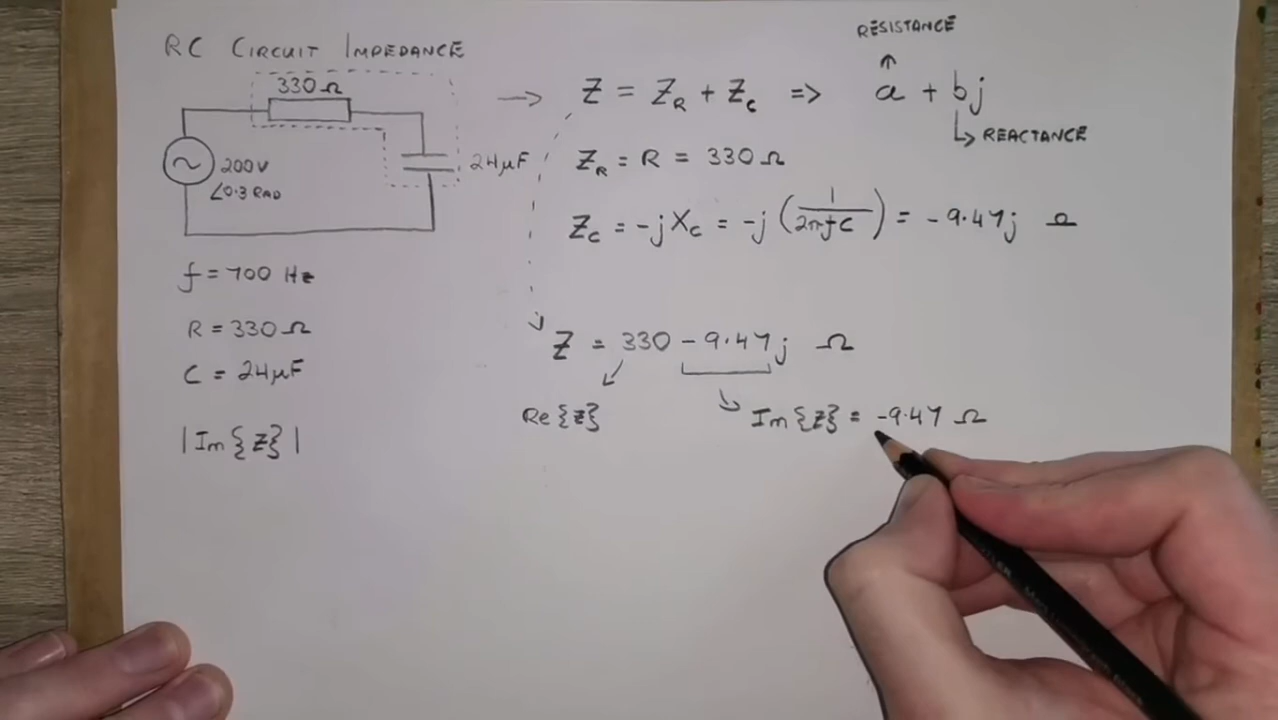 RC CIRCUIT IMPEDANCE
330Ω
200V
∠0.3 RAD
24μF
f = 700 Hz
R = 330 Ω
C = 24μF
|Im{Z}|
RESISTANCE
↑
→ Z = Z_R + Z_C => a + bj
↳ REACTANCE
Z_R = R = 330 Ω
Z_C = -jX_C = -j(1/2πfC) = -9.47j Ω
Z = 330 - 9.47j Ω
Re{Z}
Im{Z} = -9.47 Ω